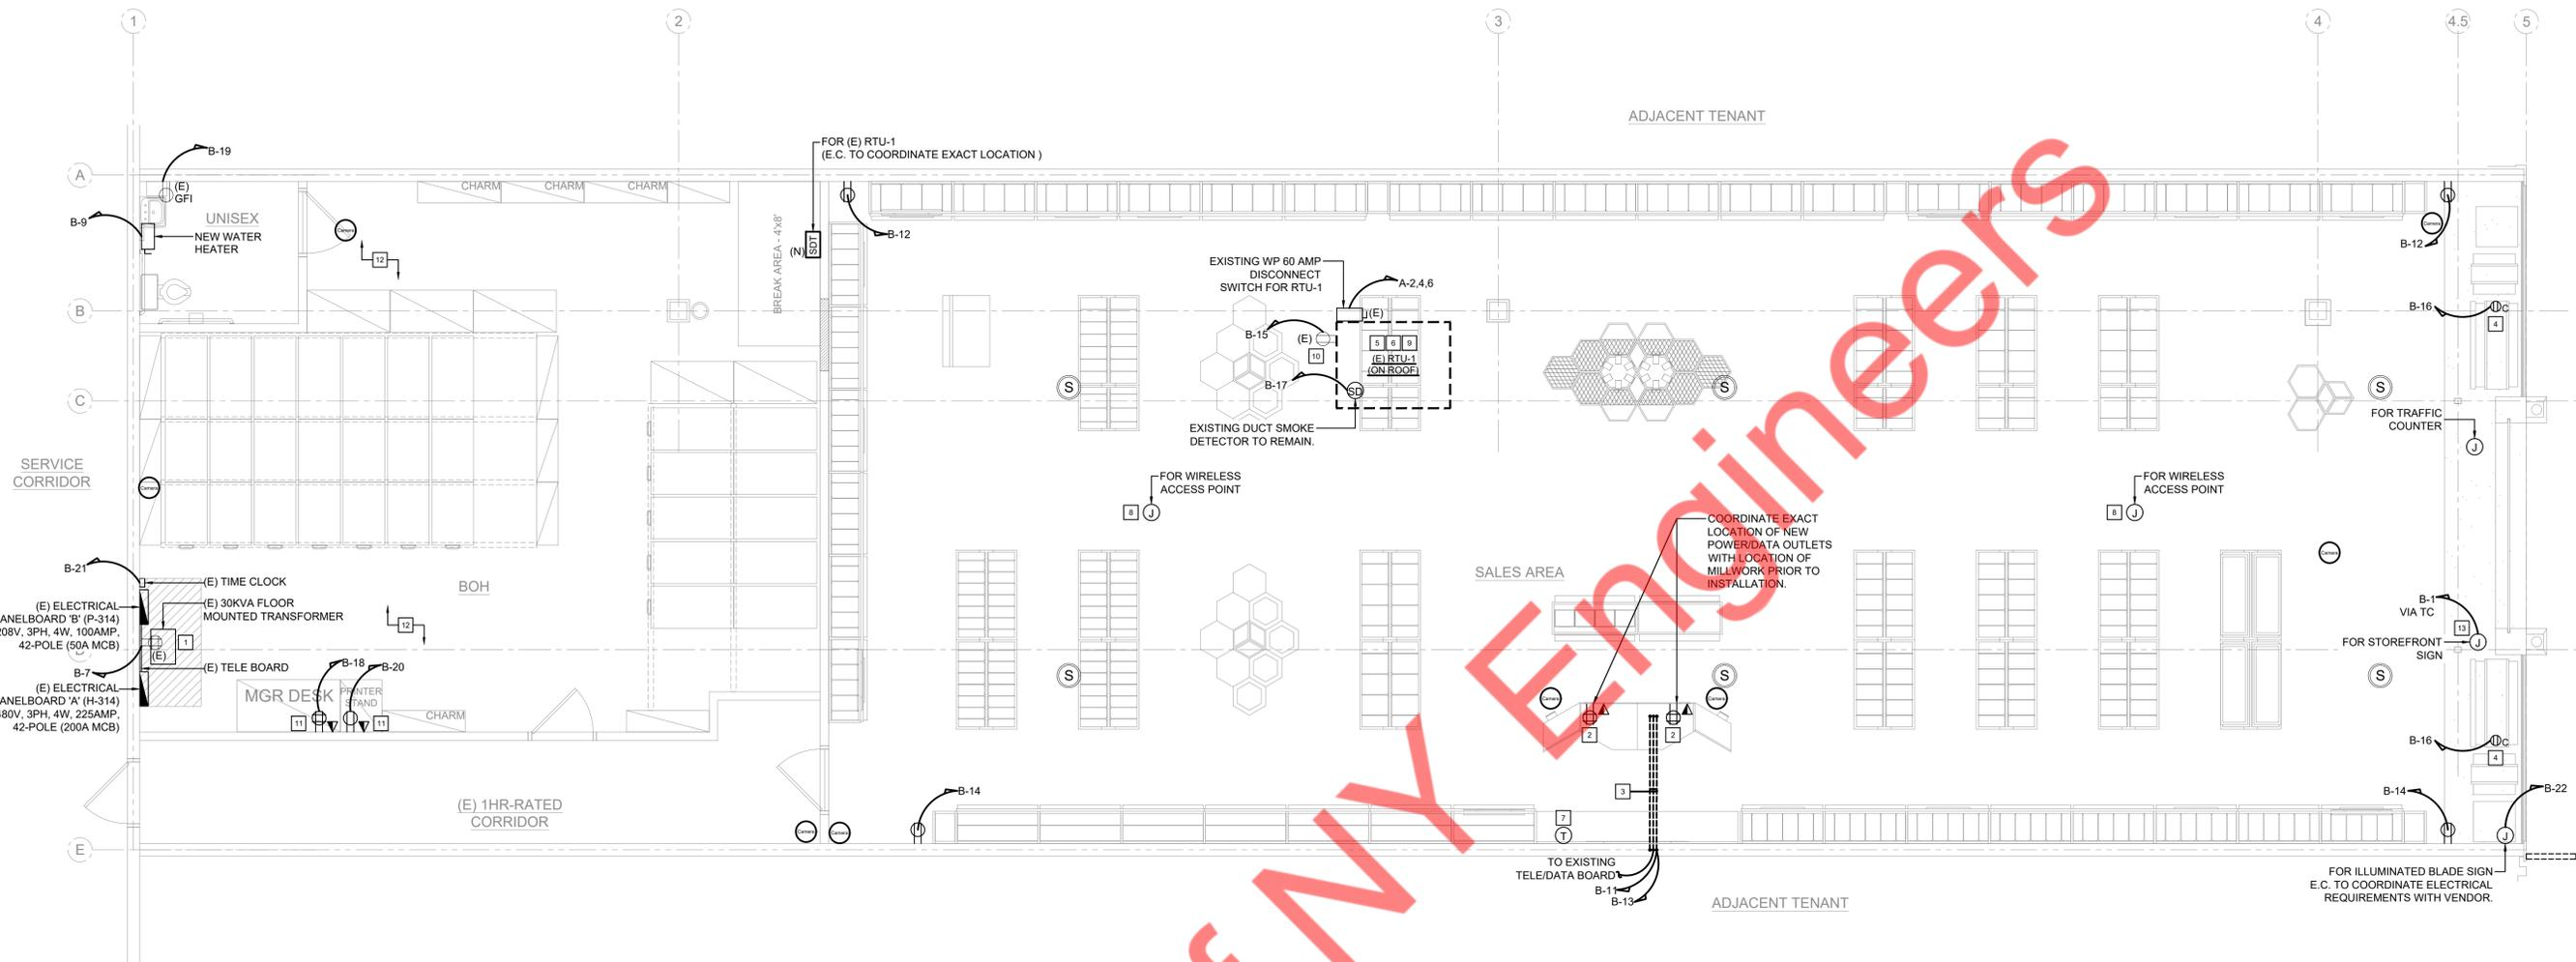 1
2
3
4
4.5
5
ADJACENT TENANT
A
B-19
FOR (E) RTU-1
(E.C. TO COORDINATE EXACT LOCATION )
(E)
GFI
CHARM
CHARM
CHARM
B-9
UNISEX
NEW WATER
HEATER
Camera
12
BREAK AREA - 4'x8'
(N)
SDT
B-12
Camera
B-12
EXISTING WP 60 AMP
DISCONNECT
SWITCH FOR RTU-1
A-2,4,6
(E)
B
B-15
(E)
10
5
6
9
(E) RTU-1
(ON ROOF)
B-17
SD
B-16
C
4
C
S
S
S
EXISTING DUCT SMOKE
DETECTOR TO REMAIN.
FOR TRAFFIC
COUNTER
J
SERVICE
CORRIDOR
Camera
FOR WIRELESS
ACCESS POINT
8
J
FOR WIRELESS
ACCESS POINT
8
J
COORDINATE EXACT
LOCATION OF NEW
POWER/DATA OUTLETS
WITH LOCATION OF
MILLWORK PRIOR TO
INSTALLATION.
Camera
SALES AREA
B-21
(E) TIME CLOCK
BOH
(E) ELECTRICAL
ANELBOARD 'B' (P-314)
208V, 3PH, 4W, 100AMP,
42-POLE (50A MCB)
(E) 30KVA FLOOR
MOUNTED TRANSFORMER
1
(E)
12
B-1
VIA TC
13
FOR STOREFRONT
SIGN
J
D
B-7
(E) TELE BOARD
B-18
B-20
(E) ELECTRICAL
ANELBOARD 'A' (H-314)
480V, 3PH, 4W, 225AMP,
42-POLE (200A MCB)
MGR DESK
PRINTER
STAND
CHARM
11
11
S
S
S
Camera
Camera
2
2
B-16
C
4
(E) 1HR-RATED
CORRIDOR
Camera
Camera
B-14
3
7
T
B-14
B-22
J
E
TO EXISTING
TELE/DATA BOARD
B-11
B-13
ADJACENT TENANT
FOR ILLUMINATED BLADE SIGN
E.C. TO COORDINATE ELECTRICAL
REQUIREMENTS WITH VENDOR.
f NY Engineers